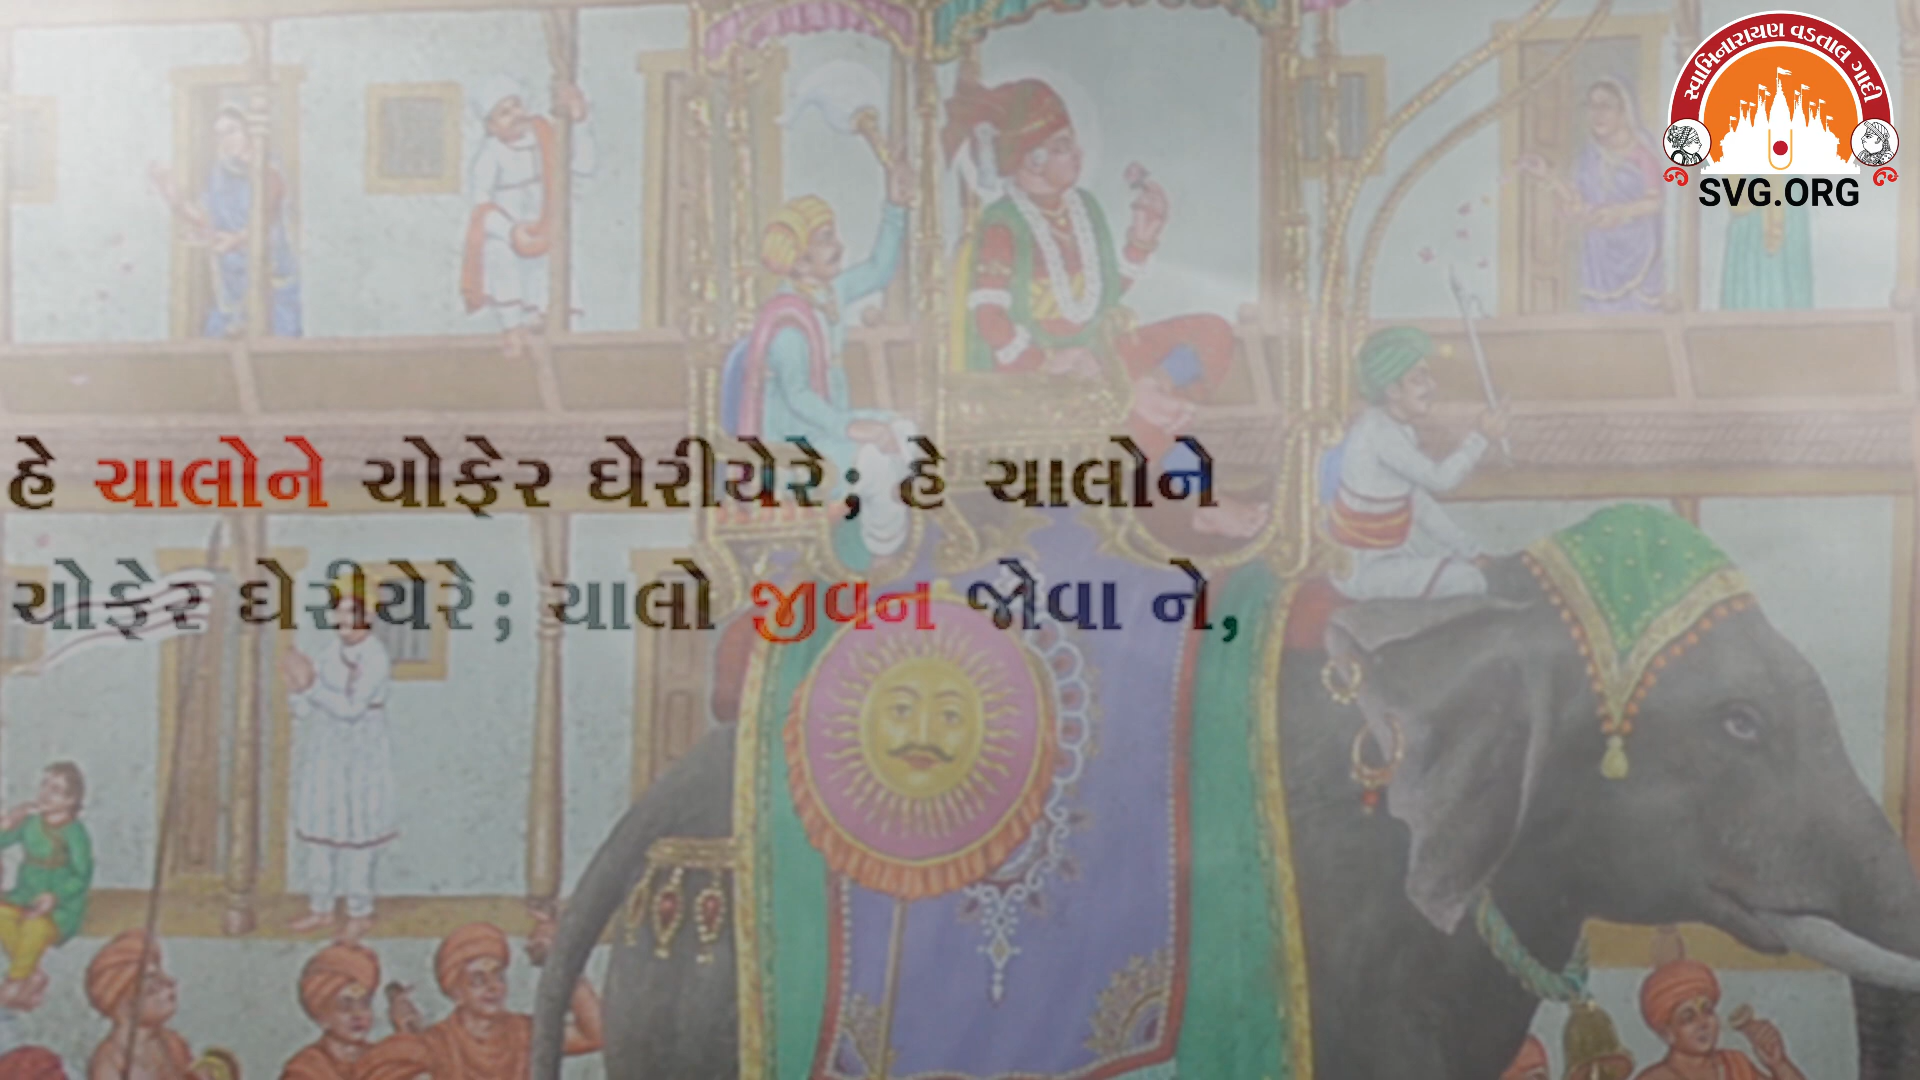 સ્વામિનારાયણ વડતાલ ગાદી
SVG.ORG
હે ચાલોને ચોફેર ઘેરીયેરે; હે ચાલોને
ચોફેર ઘેરીયેરે; ચાલો જીવન જોવા ને,